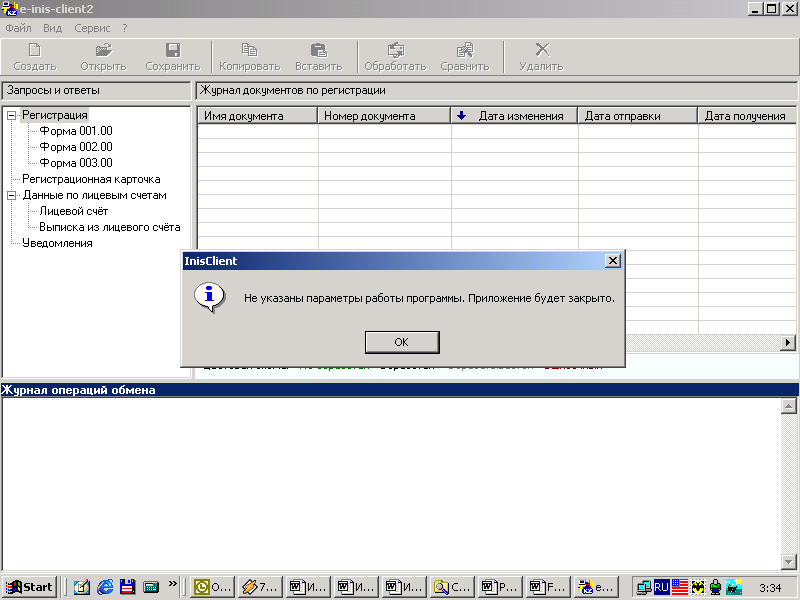 e-inis-client2
Файл Вид Сервис ?
Создать Открыть Сохранить Копировать Вставить Обработать Сравнить Удалить
Запросы и ответы
Журнал документов по регистрации
Регистрация
Форма 001.00
Форма 002.00
Форма 003.00
Регистрационная карточка
Данные по лицевым счетам
Лицевой счёт
Выписка из лицевого счёта
Уведомления
Имя документа Номер документа Дата изменения Дата отправки Дата получения
InisClient
Не указаны параметры работы программы. Приложение будет закрыто.
OK
Журнал операций обмена
Start O... 7... И... И... И... С... P... F... e... RU 3:34